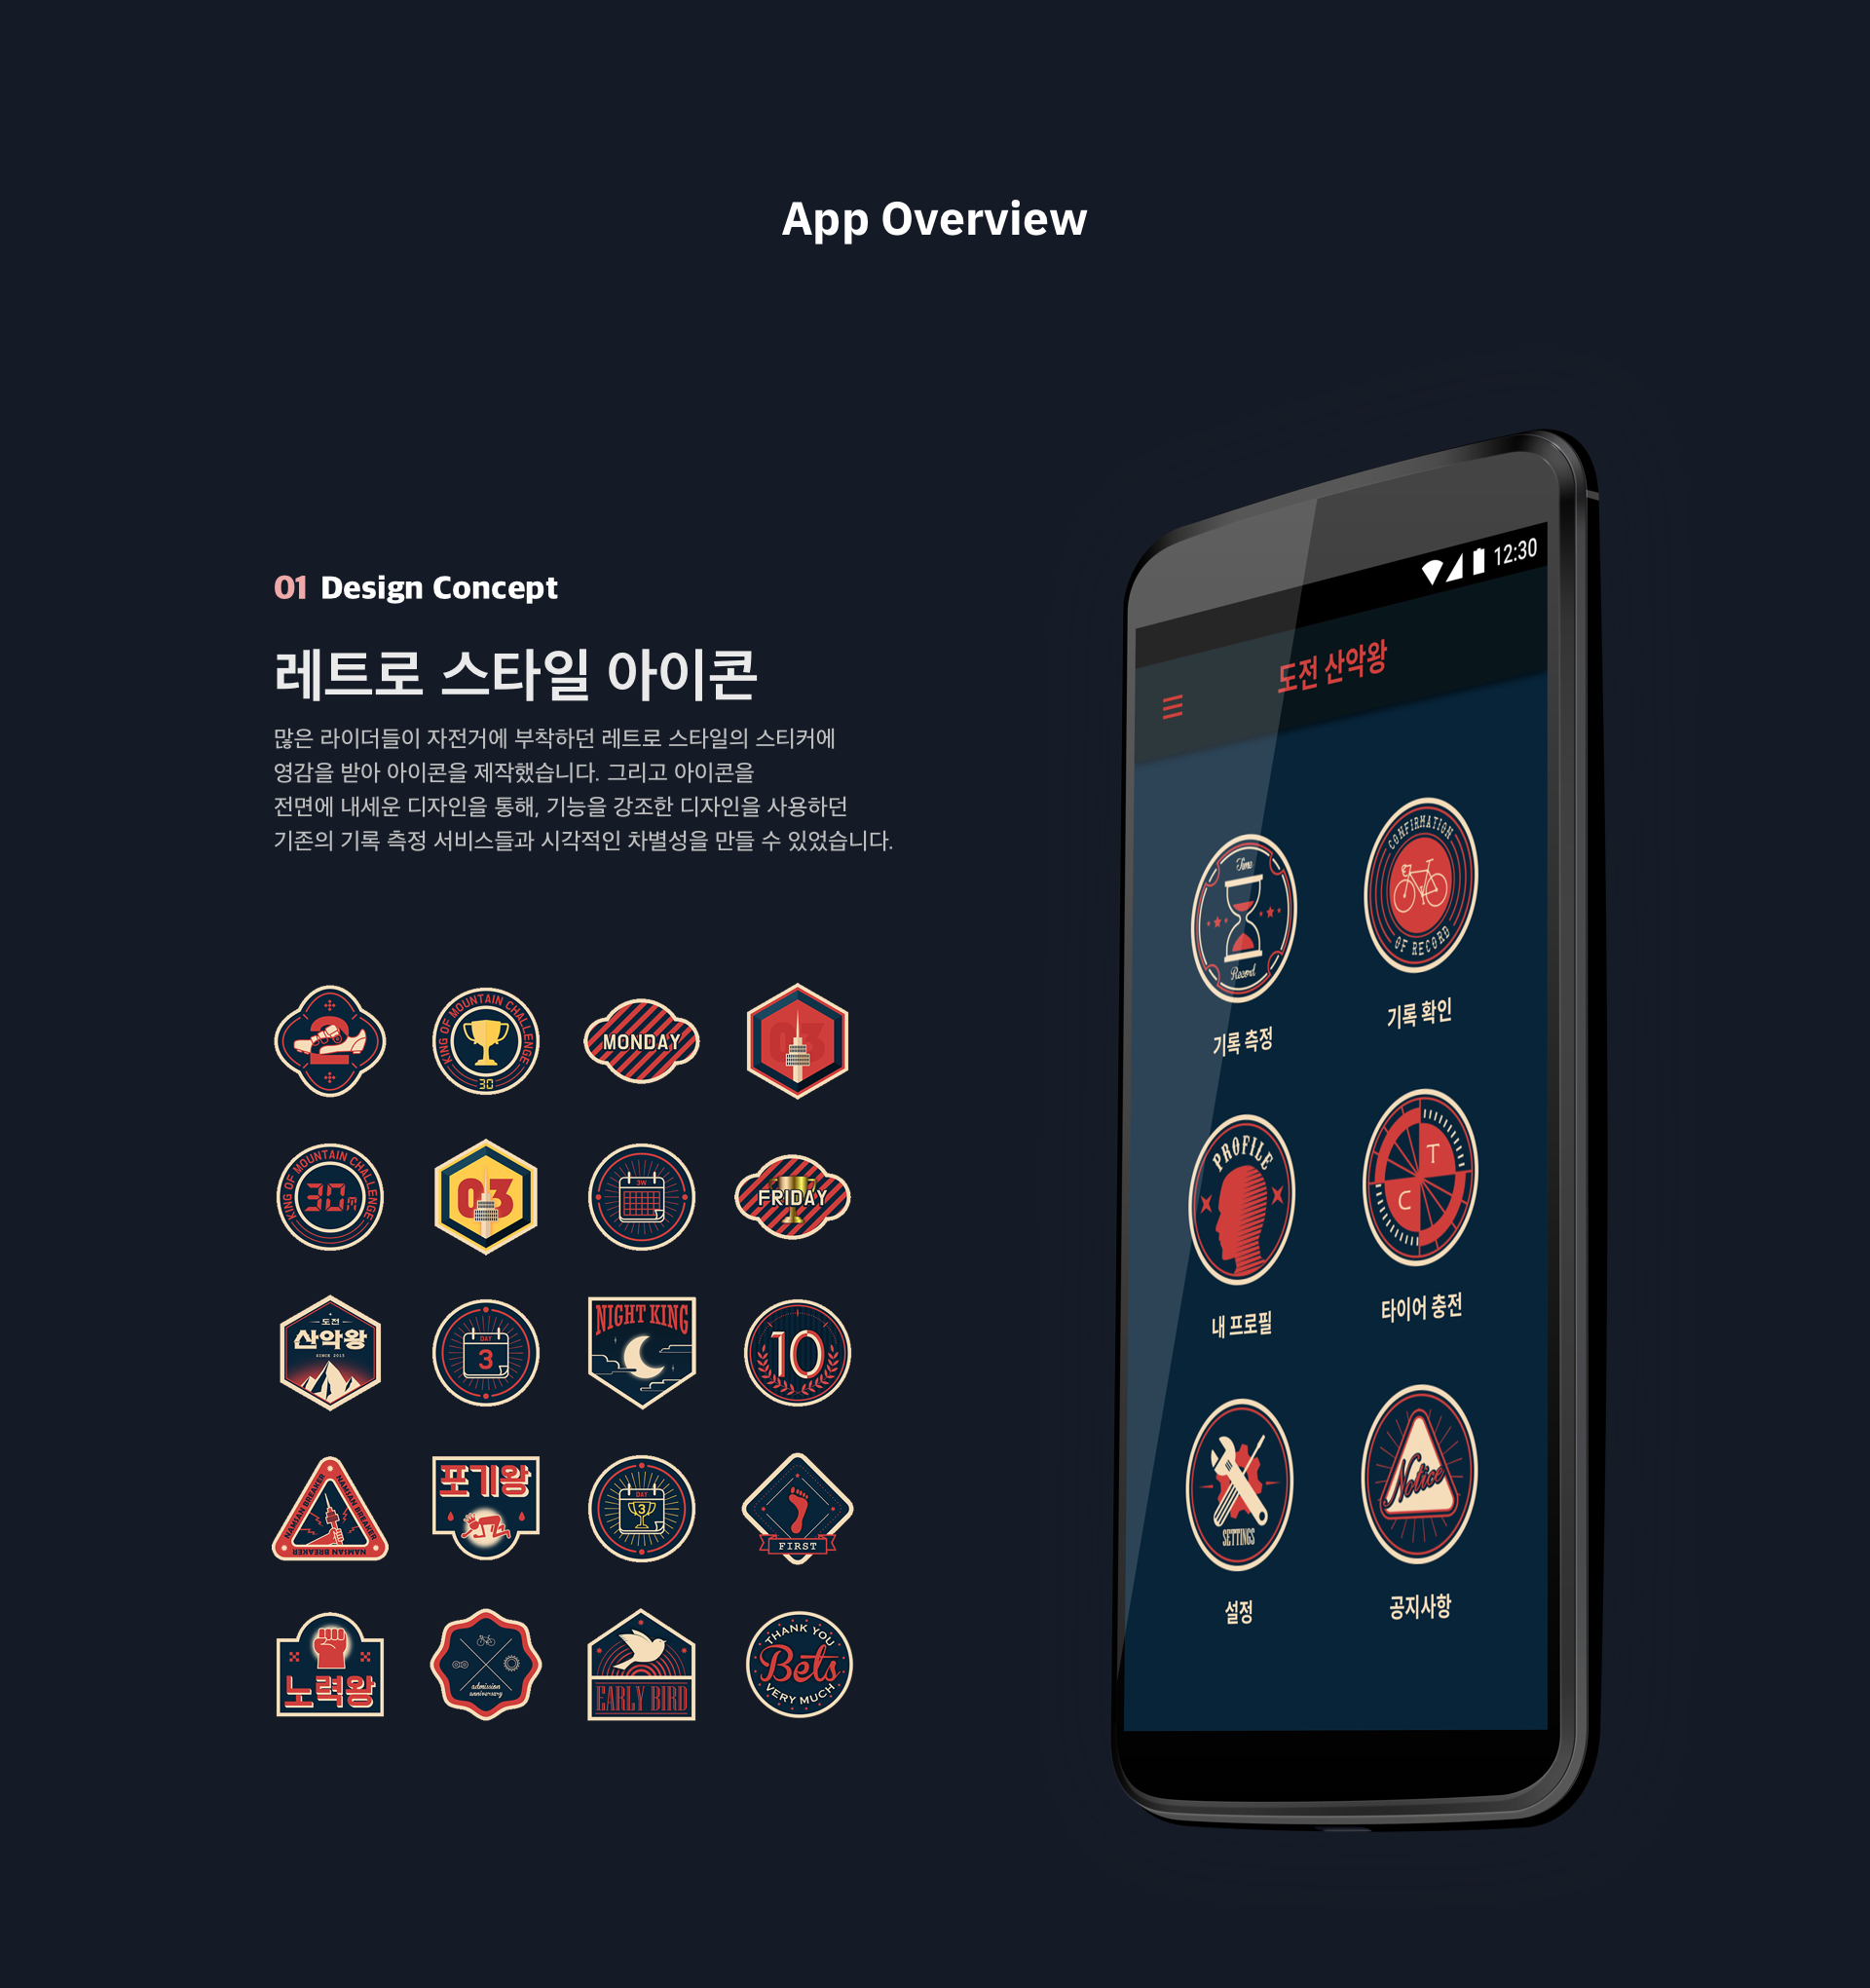 App Overview
01 Design Concept
레트로 스타일 아이콘
많은 라이더들이 자전거에 부착하던 레트로 스타일의 스티커에
영감을 받아 아이콘을 제작했습니다. 그리고 아이콘을
전면에 내세운 디자인을 통해, 기능을 강조한 디자인을 사용하던
기존의 기록 측정 서비스들과 시각적인 차별성을 만들 수 있었습니다.
2
KING OF MOUNTAIN CHALLENGE
30
MONDAY
03
KING OF MOUNTAIN CHALLENGE
30m
03
3W
FRIDAY
도전
산악왕
SINCE 2015
DAY
3
NIGHT KING
10
NAMSAN BREAKER
NAMSAN BREAKER
NAMSAN BREAKER
포기왕
DAY
3
FIRST
노력왕
admission
anniversary
EARLY BIRD
THANK YOU
Bets
VERY MUCH
12:30
도전 산악왕
Time
Record
기록 측정
CONFIRMATION
OF RECORD
기록 확인
PROFILE
내 프로필
T
C
타이어 충전
SETTINGS
설정
Notice
공지사항